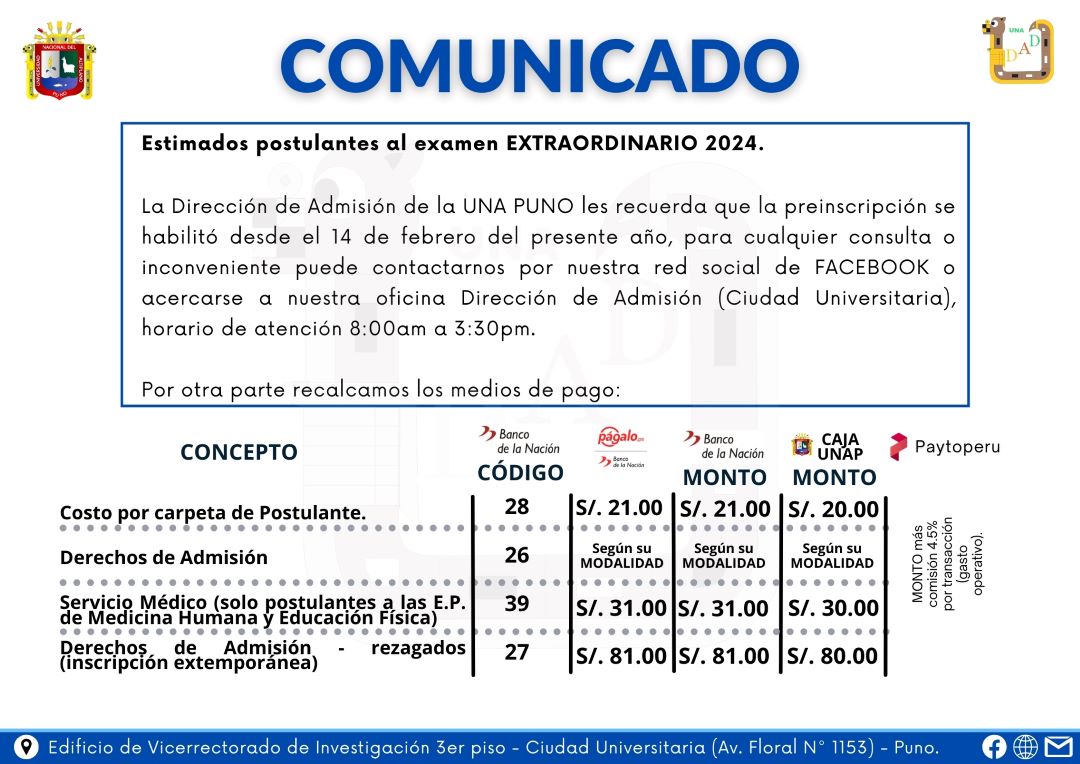 UNIVERSIDAD NACIONAL DEL ALTIPLANO
PUNO
COMUNICADO
UNA
DAD
Estimados postulantes al examen EXTRAORDINARIO 2024.
La Dirección de Admisión de la UNA PUNO les recuerda que la preinscripción se
habilitó desde el 14 de febrero del presente año, para cualquier consulta o
inconveniente puede contactarnos por nuestra red social de FACEBOOK o
acercarse a nuestra oficina Dirección de Admisión (Ciudad Universitaria),
horario de atención 8:00am a 3:30pm.
Por otra parte recalcamos los medios de pago:
CONCEPTO
Banco de la Nación
CÓDIGO
págalo.pe
Banco de la Nación
Banco de la Nación
MONTO
CAJA UNAP
MONTO
Paytoperu
Costo por carpeta de Postulante. 28 S/. 21.00 S/. 21.00 S/. 20.00
Derechos de Admisión 26 Según su MODALIDAD Según su MODALIDAD Según su MODALIDAD
Servicio Médico (solo postulantes a las E.P.
de Medicina Humana y Educación Física) 39 S/. 31.00 S/. 31.00 S/. 30.00
Derechos de Admisión - rezagados
(inscripción extemporánea) 27 S/. 81.00 S/. 81.00 S/. 80.00
MONTO más
comisión 4.5%
por transacción
(gasto
operativo).
Edificio de Vicerrectorado de Investigación 3er piso - Ciudad Universitaria (Av. Floral N° 1153) - Puno.